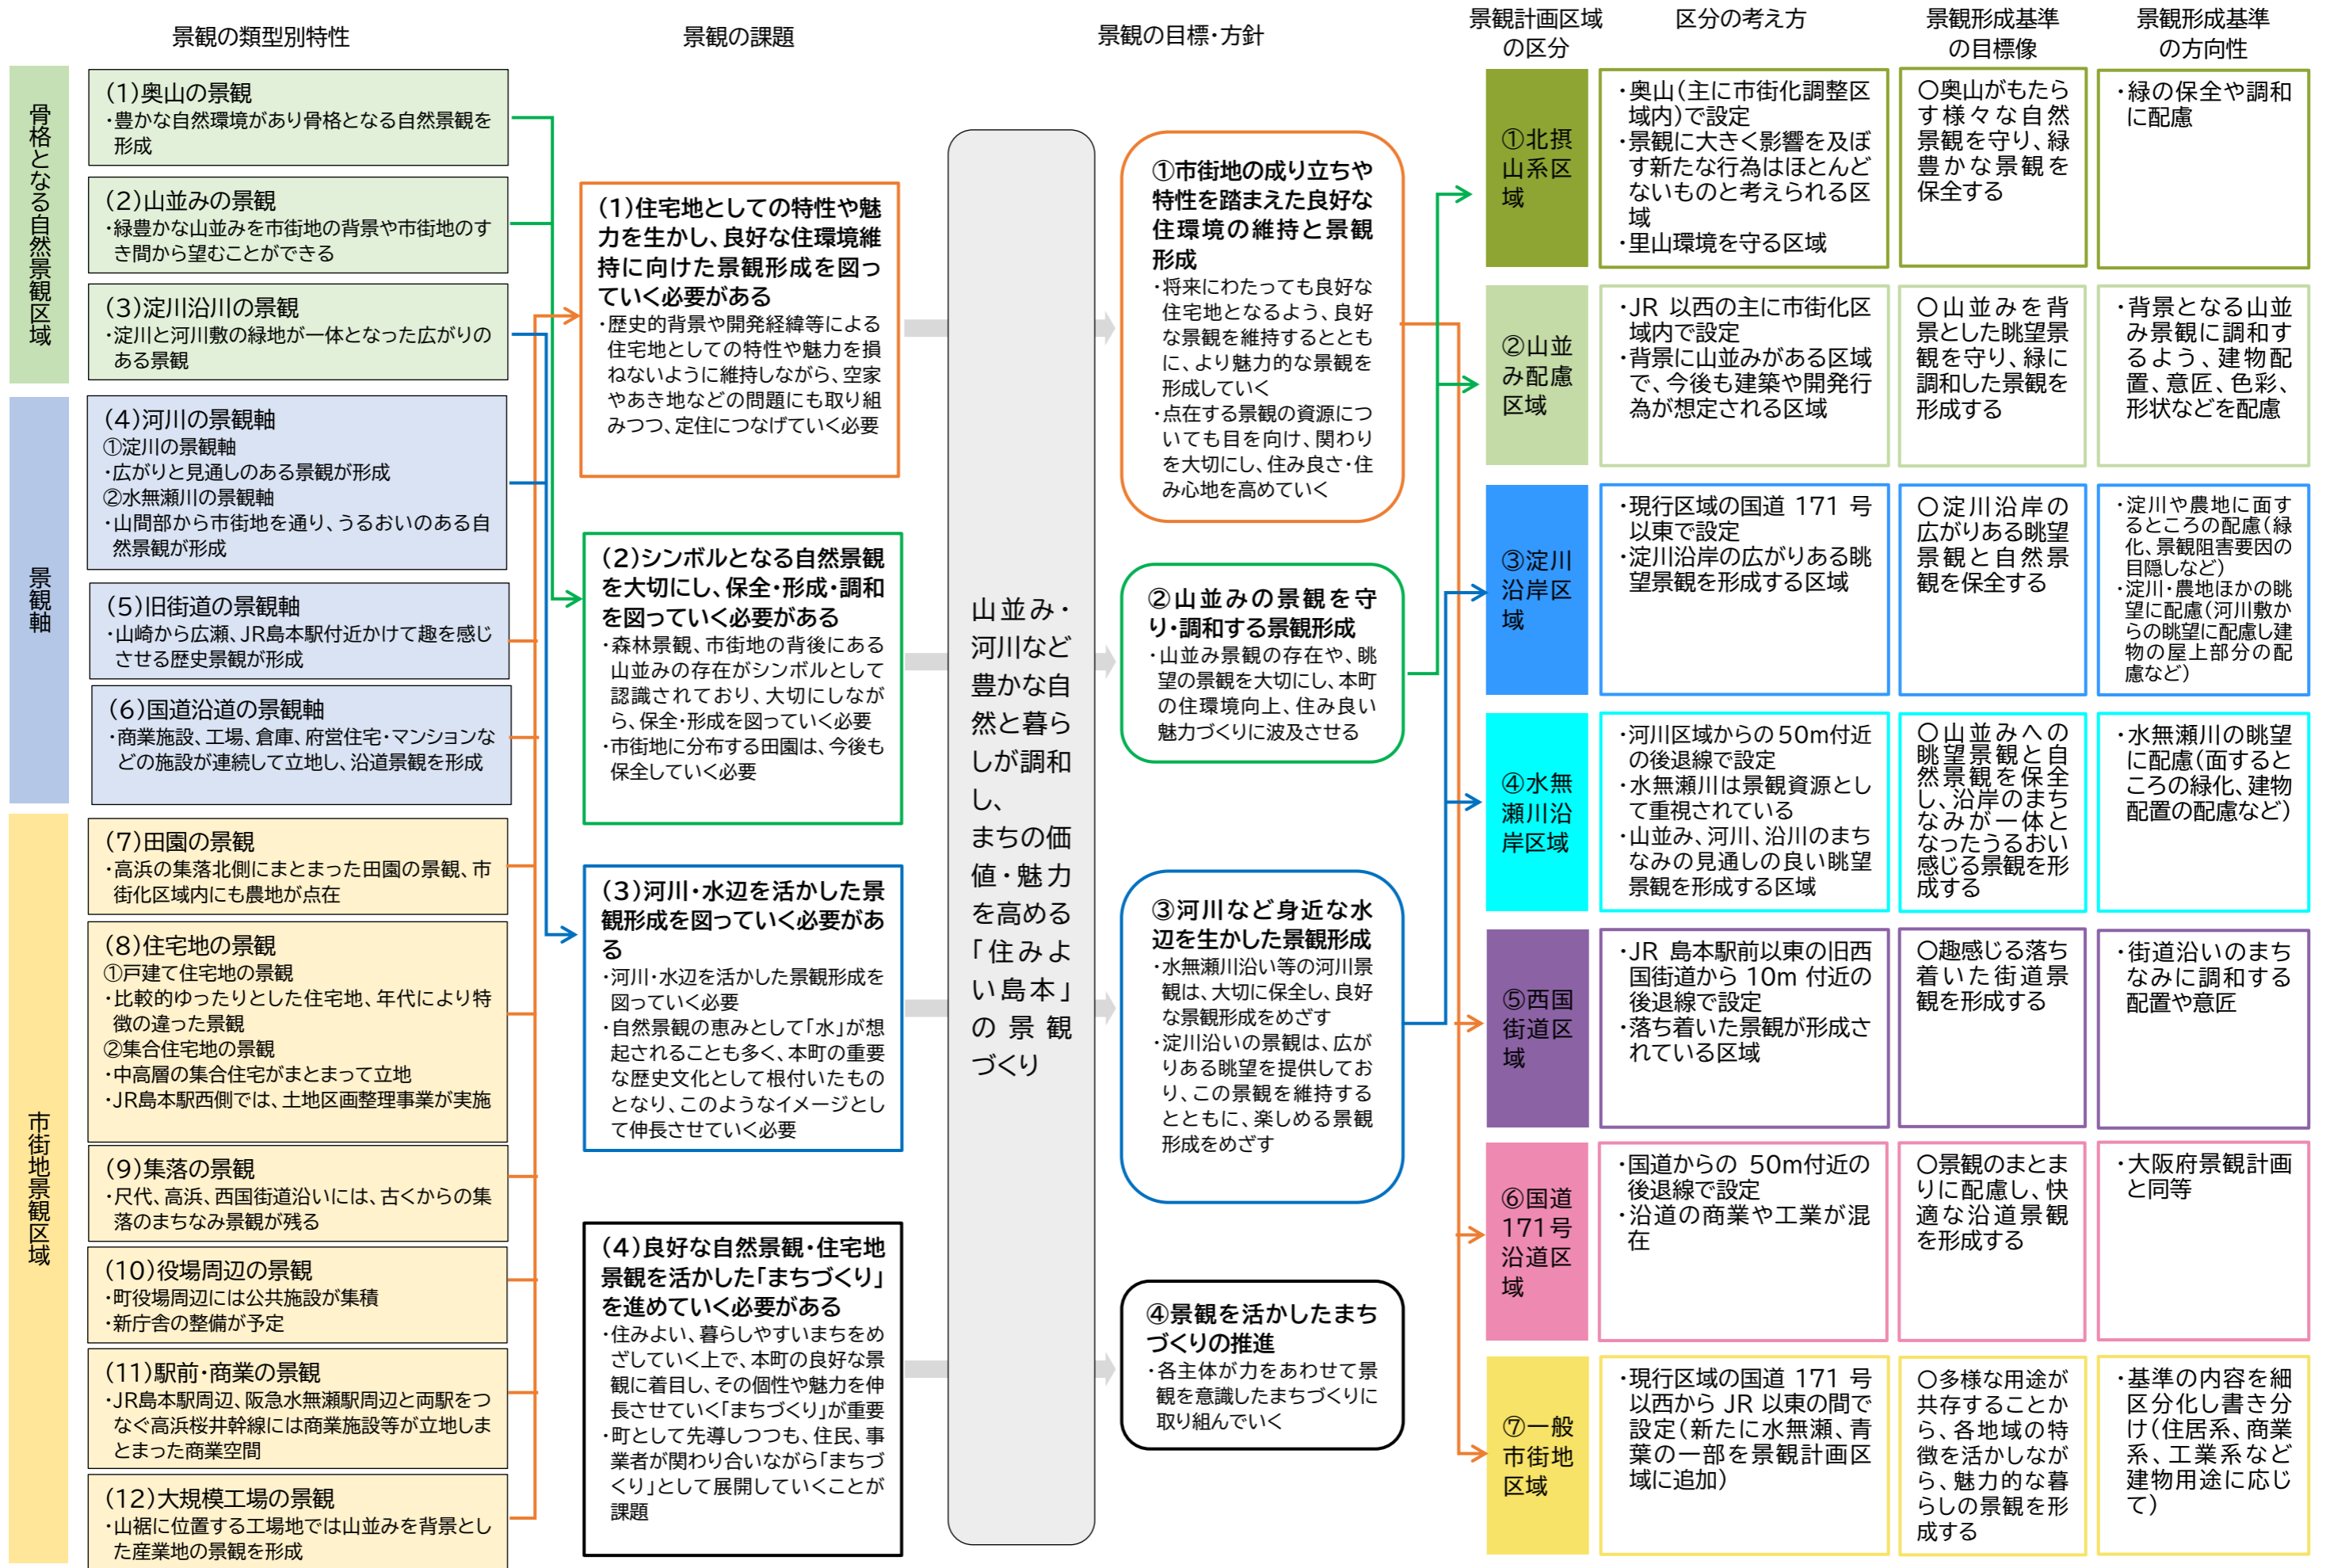 景観の類型別特性
景観の課題
景観の目標・方針
景観計画区域
の区分
区分の考え方
景観形成基準
の目標像
景観形成基準
の方向性
骨格となる自然景観区域
(1)奥山の景観
・豊かな自然環境があり骨格となる自然景観を
形成
(2)山並みの景観
・緑豊かな山並みを市街地の背景や市街地のす
き間から望むことができる
(3)淀川沿川の景観
・淀川と河川敷の緑地が一体となった広がりの
ある景観
景観軸
(4)河川の景観軸
①淀川の景観軸
・広がりと見通しのある景観が形成
②水無瀬川の景観軸
・山間部から市街地を通り、うるおいのある自
然景観が形成
(5)旧街道の景観軸
・山崎から広瀬、JR島本駅付近かけて趣を感じ
させる歴史景観が形成
(6)国道沿道の景観軸
・商業施設、工場、倉庫、府営住宅・マンションな
どの施設が連続して立地し、沿道景観を形成
市街地景観区域
(7)田園の景観
・高浜の集落北側にまとまった田園の景観、市
街化区域内にも農地が点在
(8)住宅地の景観
①戸建て住宅地の景観
・比較的ゆったりとした住宅地、年代により特
徴の違った景観
②集合住宅地の景観
・中高層の集合住宅がまとまって立地
・JR島本駅西側では、土地区画整理事業が実施
(9)集落の景観
・尺代、高浜、西国街道沿いには、古くからの集
落のまちなみ景観が残る
(10)役場周辺の景観
・町役場周辺には公共施設が集積
・新庁舎の整備が予定
(11)駅前・商業の景観
・JR島本駅周辺、阪急水無瀬駅周辺と両駅をつ
なぐ高浜桜井幹線には商業施設等が立地しま
とまった商業空間
(12)大規模工場の景観
・山裾に位置する工場地では山並みを背景とし
た産業地の景観を形成
(1)住宅地としての特性や魅
力を生かし、良好な住環境維
持に向けた景観形成を図っ
ていく必要がある
・歴史的背景や開発経緯等による
住宅地としての特性や魅力を損
ねないように維持しながら、空家
やあき地などの問題にも取り組
みつつ、定住につなげていく必要
(2)シンボルとなる自然景観
を大切にし、保全・形成・調和
を図っていく必要がある
・森林景観、市街地の背後にある
山並みの存在がシンボルとして
認識されており、大切にしなが
ら、保全・形成を図っていく必要
・市街地に分布する田園は、今後も
保全していく必要
(3)河川・水辺を活かした景
観形成を図っていく必要があ
る
・河川・水辺を活かした景観形成を
図っていく必要
・自然景観の恵みとして「水」が想
起されることも多く、本町の重要
な歴史文化として根付いたもの
となり、このようなイメージとし
て伸長させていく必要
(4)良好な自然景観・住宅地
景観を活かした「まちづくり」
を進めていく必要がある
・住みよい、暮らしやすいまちをめ
ざしていく上で、本町の良好な景
観に着目し、その個性や魅力を伸
長させていく「まちづくり」が重要
・町として先導しつつも、住民、事
業者が関わり合いながら「まちづ
くり」として展開していくことが
課題
山並み・
河川など
豊かな自
然と暮ら
しが調和
し、
まちの価
値・魅力
を高める
「住みよ
い島本」
の景観
づくり
①市街地の成り立ちや
特性を踏まえた良好な
住環境の維持と景観
形成
・将来にわたっても良好な
住宅地となるよう、良好
な景観を維持するととも
に、より魅力的な景観を
形成していく
・点在する景観の資源につ
いても目を向け、関わり
を大切にし、住み良さ・住
み心地を高めていく
②山並みの景観を守
り・調和する景観形成
・山並み景観の存在や、眺
望の景観を大切にし、本町
の住環境向上、住み良い
魅力づくりに波及させる
③河川など身近な水
辺を生かした景観形成
・水無瀬川沿い等の河川景
観は、大切に保全し、良好
な景観形成をめざす
・淀川沿いの景観は、広が
りある眺望を提供してお
り、この景観を維持する
とともに、楽しめる景観
形成をめざす
④景観を活かしたまち
づくりの推進
・各主体が力をあわせて景
観を意識したまちづくりに
取り組んでいく
①北摂
山系区
域
・奥山(主に市街化調整区
域内)で設定
・景観に大きく影響を及ぼ
す新たな行為はほとんど
ないものと考えられる区
域
・里山環境を守る区域
○奥山がもたら
す様々な自然
景観を守り、緑
豊かな景観を
保全する
・緑の保全や調和
に配慮
②山並
み配慮
区域
・JR 以西の主に市街化区
域内で設定
・背景に山並みがある区域
で、今後も建築や開発行
為が想定される区域
○山並みを背
景とした眺望景
観を守り、緑に
調和した景観を
形成する
・背景となる山並
み景観に調和す
るよう、建物配
置、意匠、色彩、
形状などを配慮
③淀川
沿岸区
域
・現行区域の国道 171 号
以東で設定
・淀川沿岸の広がりある眺
望景観を形成する区域
○淀川沿岸の
広がりある眺望
景観と自然景
観を保全する
・淀川や農地に面す
るところの配慮(緑
化、景観阻害要因の
目隠しなど)
・淀川・農地ほかの眺
望に配慮(河川敷か
らの眺望に配慮し建
物の屋上部分の配
慮など)
④水無
瀬川沿
岸区域
・河川区域からの50m付近
の後退線で設定
・水無瀬川は景観資源とし
て重視されている
・山並み、河川、沿川のまち
なみの見通しの良い眺望
景観を形成する区域
○山並みへの
眺望景観と自
然景観を保全
し、沿岸のまち
なみが一体と
なったうるおい
感じる景観を形
成する
・水無瀬川の眺望
に配慮(面すると
ころの緑化、建物
配置の配慮など)
⑤西国
街道区
域
・JR 島本駅前以東の旧西
国街道から 10m 付近の
後退線で設定
・落ち着いた景観が形成さ
れている区域
○趣感じる落ち
着いた街道景
観を形成する
・街道沿いのまち
なみに調和する
配置や意匠
⑥国道
171号
沿道区
域
・国道からの 50m付近の
後退線で設定
・沿道の商業や工業が混
在
○景観のまとま
りに配慮し、快
適な沿道景観
を形成する
・大阪府景観計画
と同等
⑦一般
市街地
区域
・現行区域の国道 171 号
以西から JR 以東の間で
設定(新たに水無瀬、青
葉の一部を景観計画区
域に追加)
○多様な用途が
共存することか
ら、各地域の特
徴を活かしなが
ら、魅力的な暮
らしの景観を形
成する
・基準の内容を細
区分化し書き分
け(住居系、商業
系、工業系など
建物用途に応じ
て)